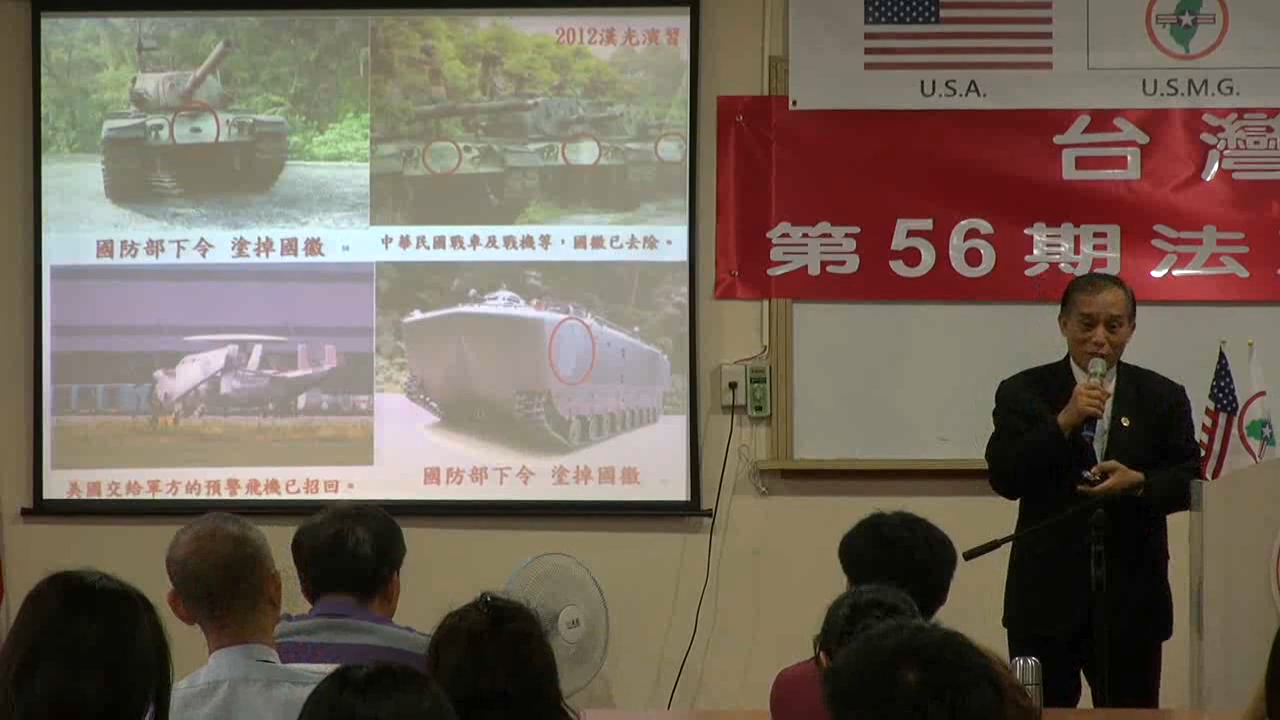 2012漢光演習
國防部下令 塗掉國徽
中華民國戰車及戰機等，國徽已去除。
美國交給軍方的預警飛機已招回。
國防部下令 塗掉國徽
U.S.A.
U.S.M.G.
台灣
第56期法